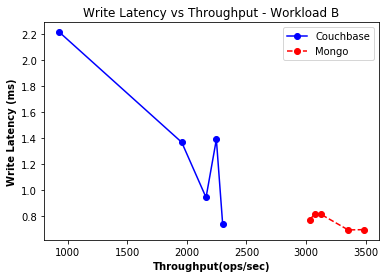 Write Latency vs Throughput - Workload B
Couchbase
Mongo
Write Latency (ms)
2.2
2.0
1.8
1.6
1.4
1.2
1.0
0.8
1000 1500 2000 2500 3000 3500
Throughput(ops/sec)